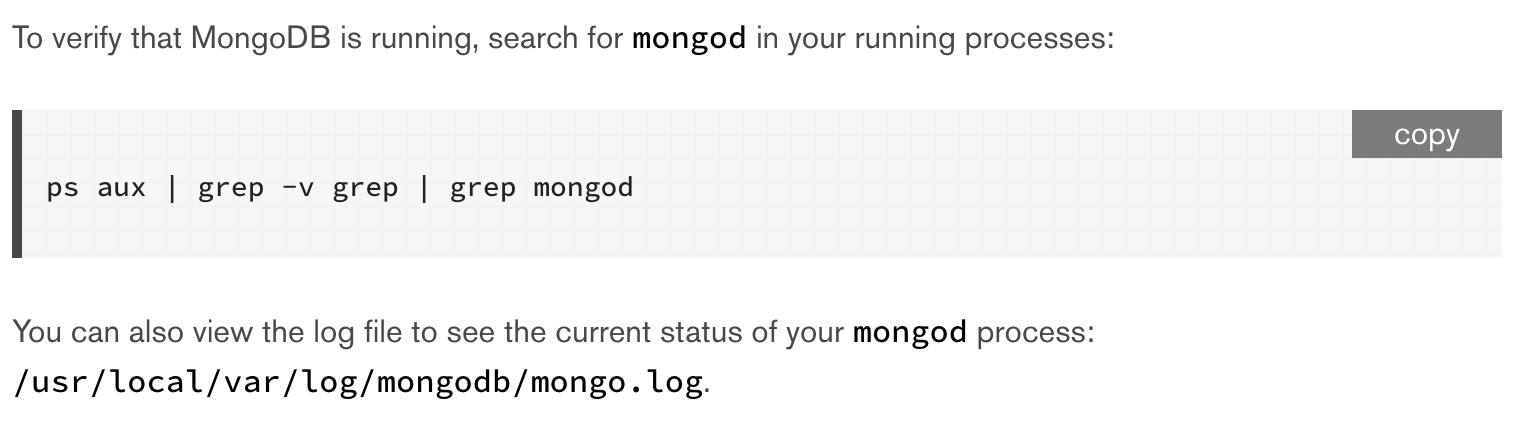 To verify that MongoDB is running, search for mongod in your running processes:
copy
ps aux | grep -v grep | grep mongod
You can also view the log file to see the current status of your mongod process:
/usr/local/var/log/mongodb/mongo.log.